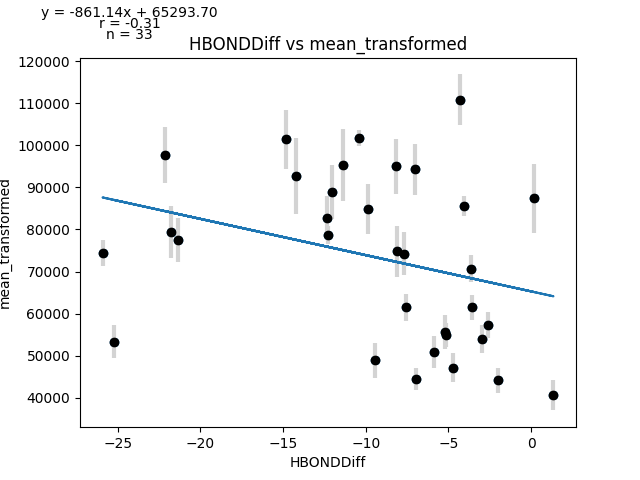 y = -861.14x + 65293.70
r = -0.31
n = 33
HBONDDiff vs mean_transformed
120000
110000
100000
90000
80000
70000
60000
50000
40000
mean_transformed
−25 −20 −15 −10 −5 0
HBONDDiff